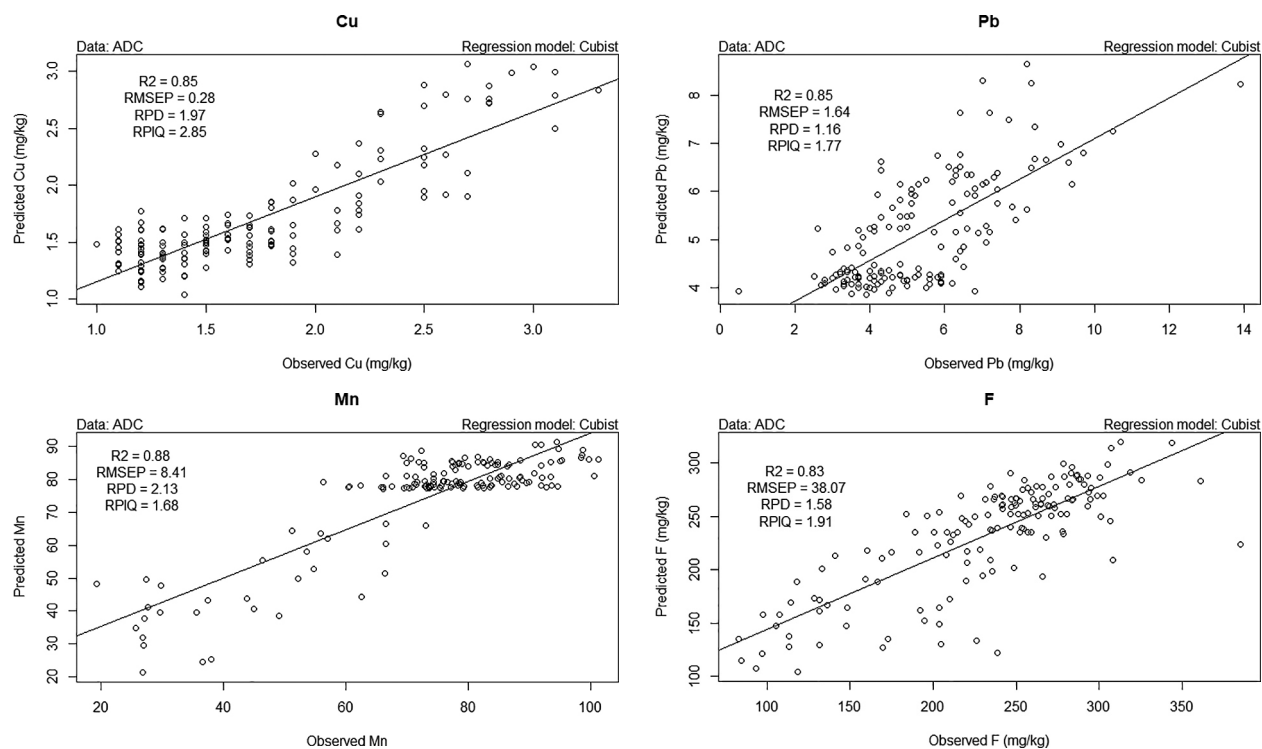 Cu
Data: ADC Regression model: Cubist
R2 = 0.85
RMSEP = 0.28
RPD = 1.97
RPIQ = 2.85
Predicted Cu (mg/kg)
1.0 1.5 2.0 2.5 3.0
1.0 1.5 2.0 2.5 3.0
Observed Cu (mg/kg)
Pb
Data: ADC Regression model: Cubist
R2 = 0.85
RMSEP = 1.64
RPD = 1.16
RPIQ = 1.77
Predicted Pb (mg/kg)
4 5 6 7 8
0 2 4 6 8 10 12 14
Observed Pb (mg/kg)
Mn
Data: ADC Regression model: Cubist
R2 = 0.88
RMSEP = 8.41
RPD = 2.13
RPIQ = 1.68
Predicted Mn
20 30 40 50 60 70 80 90
20 40 60 80 100
Observed Mn
F
Data: ADC Regression model: Cubist
R2 = 0.83
RMSEP = 38.07
RPD = 1.58
RPIQ = 1.91
Predicted F (mg/kg)
100 150 200 250 300
100 150 200 250 300 350
Observed F (mg/kg)